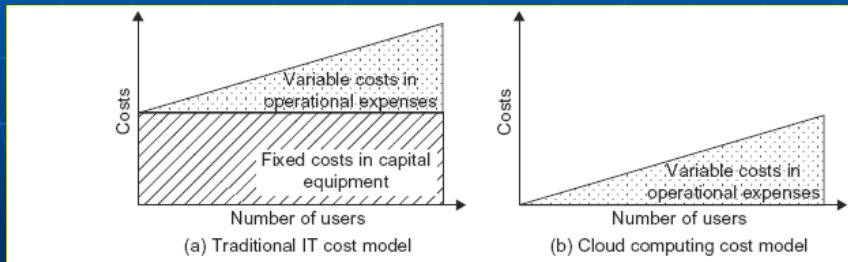 Costs
Variable costs in
operational expenses
Fixed costs in capital
equipment
Number of users
(a) Traditional IT cost model
Costs
Variable costs in
operational expenses
Number of users
(b) Cloud computing cost model